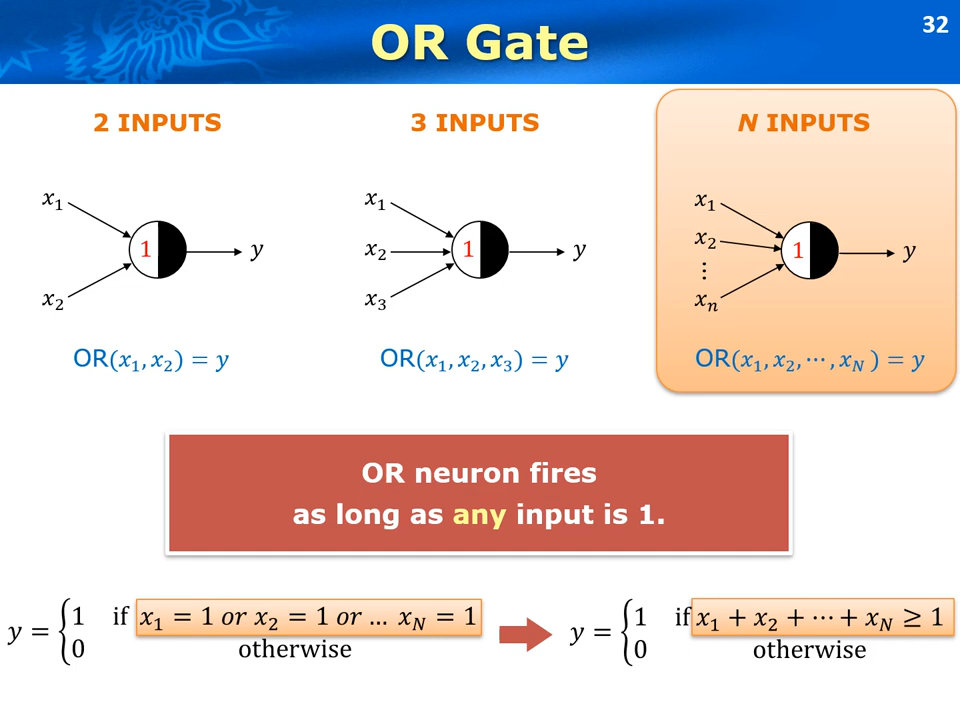 OR Gate
32
2 INPUTS
3 INPUTS
N INPUTS
x₁
x₂
1
y
x₁
x₂
x₃
1
y
x₁
x₂
⋮
xₙ
1
y
OR(x₁, x₂) = y
OR(x₁, x₂, x₃) = y
OR(x₁, x₂, ⋯, x_N) = y
OR neuron fires
as long as any input is 1.
y = { 1 if x₁ = 1 or x₂ = 1 or … x_N = 1
0 otherwise
y = { 1 if x₁ + x₂ + ⋯ + x_N ≥ 1
0 otherwise